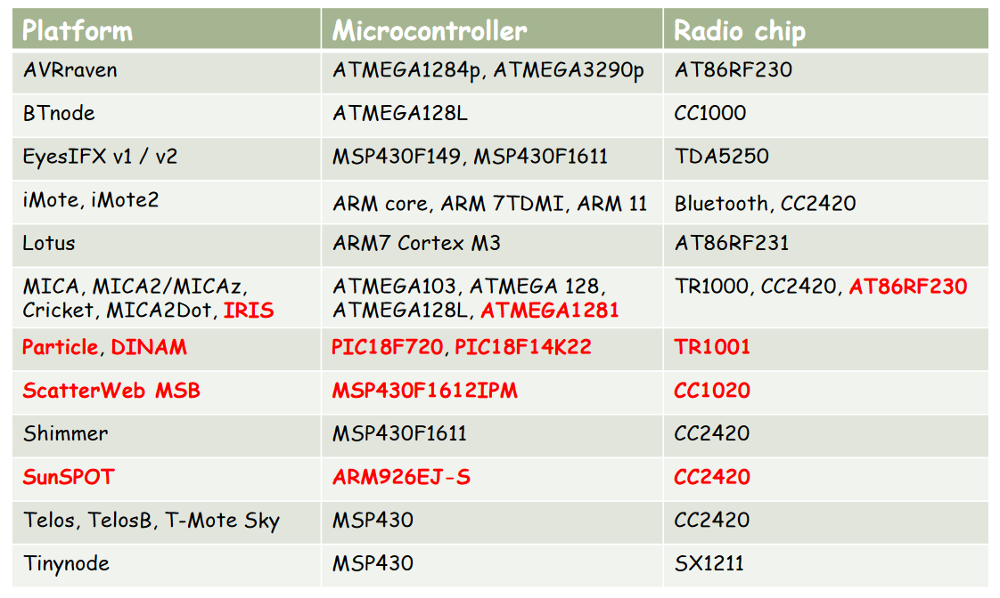 Platform Microcontroller Radio chip
AVRraven ATMEGA1284p, ATMEGA3290p AT86RF230
BTnode ATMEGA128L CC1000
EyesIFX v1 / v2 MSP430F149, MSP430F1611 TDA5250
iMote, iMote2 ARM core, ARM 7TDMI, ARM 11 Bluetooth, CC2420
Lotus ARM7 Cortex M3 AT86RF231
MICA, MICA2/MICAz, ATMEGA103, ATMEGA 128, TR1000, CC2420, AT86RF230
Cricket, MICA2Dot, IRIS ATMEGA128L, ATMEGA1281
Particle, DINAM PIC18F720, PIC18F14K22 TR1001
ScatterWeb MSB MSP430F1612IPM CC1020
Shimmer MSP430F1611 CC2420
SunSPOT ARM926EJ-S CC2420
Telos, TelosB, T-Mote Sky MSP430 CC2420
Tinynode MSP430 SX1211